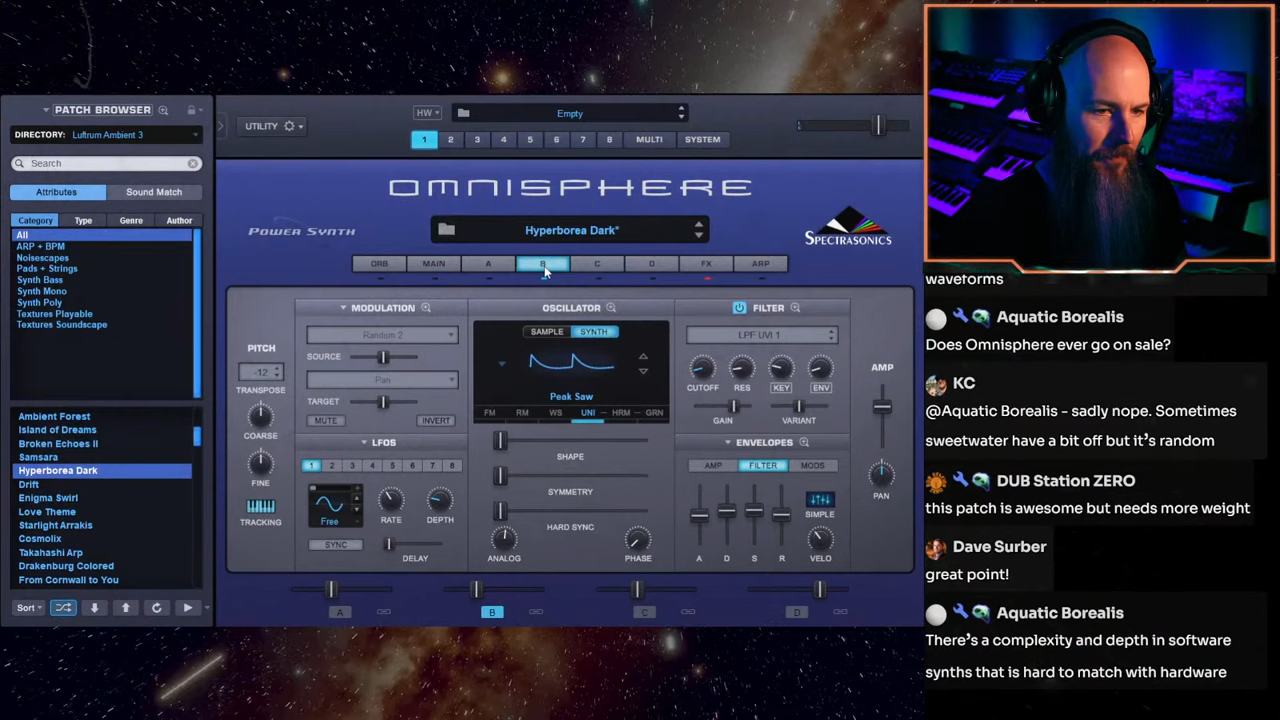 PATCH BROWSER
DIRECTORY: Luftrum Ambient 3
Search
Attributes Sound Match
Category Type Genre Author
All
ARP + BPM
Noisescapes
Pads + Strings
Synth Bass
Synth Mono
Synth Poly
Textures Playable
Textures Soundscape
Ambient Forest
Island of Dreams
Broken Echoes II
Samsara
Hyperborea Dark
Drift
Enigma Swirl
Love Theme
Starlight Arrakis
Cosmolix
Takahashi Arp
Drakenburg Colored
From Cornwall to You
Sort
UTILITY
HW
Empty
1 2 3 4 5 6 7 8 MULTI SYSTEM
OMNISPHERE
POWER SYNTH
Hyperborea Dark*
SPECTRASONICS
ORB MAIN A B C D FX ARP
PITCH
-12
TRANSPOSE
COARSE
FINE
TRACKING
MODULATION
Random 2
SOURCE
Pan
TARGET
MUTE INVERT
LFOS
1 2 3 4 5 6 7 8
Free
RATE DEPTH
SYNC
DELAY
OSCILLATOR
SAMPLE SYNTH
Peak Saw
FM RM WS UNI HRM GRN
SHAPE
SYMMETRY
HARD SYNC
ANALOG PHASE
FILTER
LPF UVI 1
CUTOFF RES KEY ENV
GAIN VARIANT
ENVELOPES
AMP FILTER MODS
SIMPLE
A D S R VELO
AMP
PAN
A B C D
waveforms
Aquatic Borealis
Does Omnisphere ever go on sale?
KC
@Aquatic Borealis - sadly nope. Sometimes
sweetwater have a bit off but it's random
DUB Station ZERO
this patch is awesome but needs more weight
Dave Surber
great point!
Aquatic Borealis
There's a complexity and depth in software
synths that is hard to match with hardware